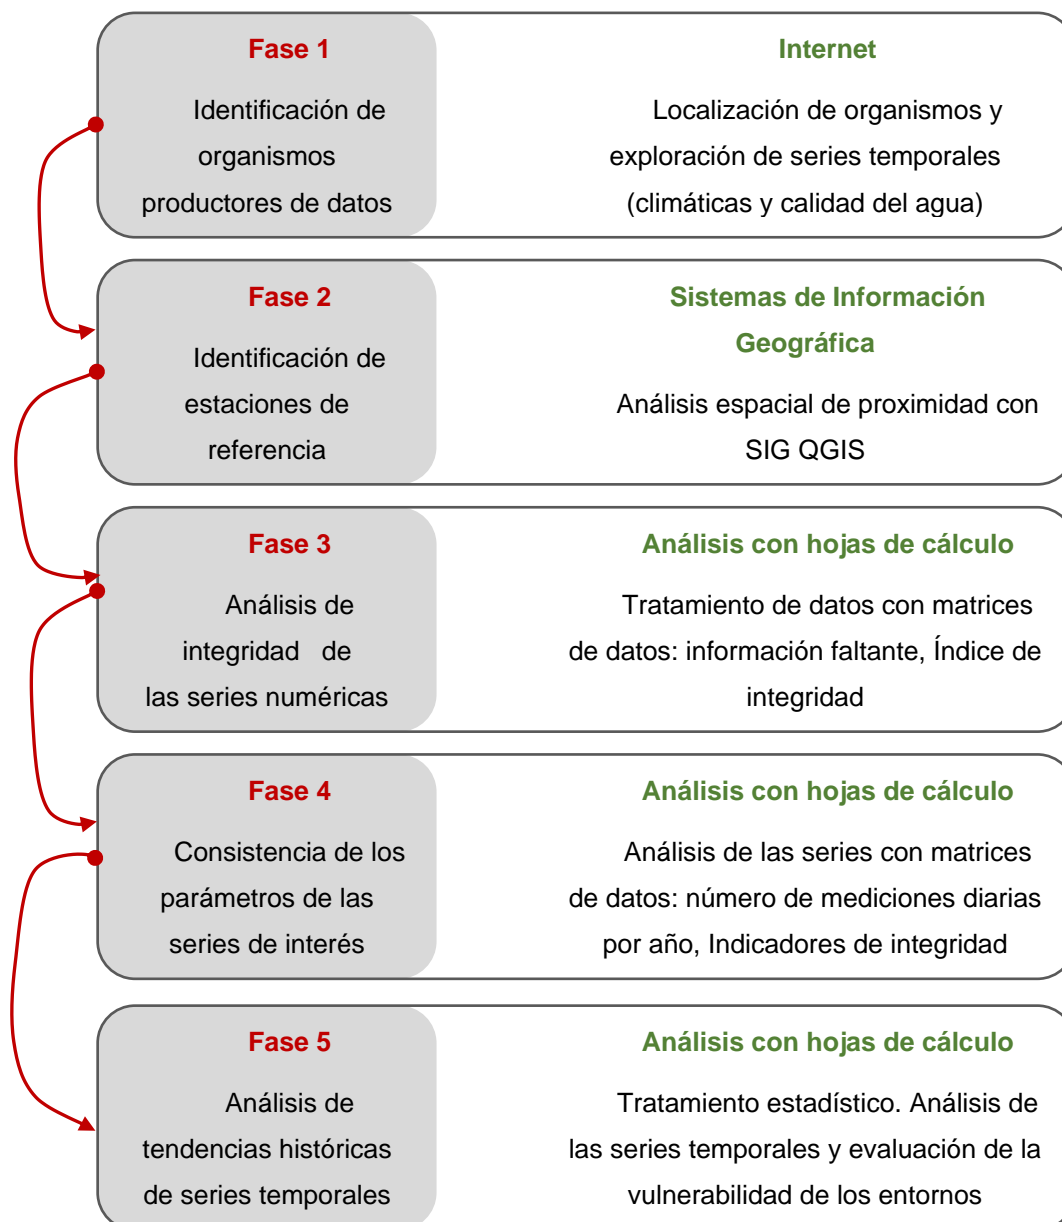 Fase 1
Identificación de
organismos
productores de datos
Internet
Localización de organismos y
exploración de series temporales
(climáticas y calidad del agua)
Fase 2
Identificación de
estaciones de
referencia
Sistemas de Información
Geográfica
Análisis espacial de proximidad con
SIG QGIS
Fase 3
Análisis de
integridad de
las series numéricas
Análisis con hojas de cálculo
Tratamiento de datos con matrices
de datos: información faltante, Índice de
integridad
Fase 4
Consistencia de los
parámetros de las
series de interés
Análisis con hojas de cálculo
Análisis de las series con matrices
de datos: número de mediciones diarias
por año, Indicadores de integridad
Fase 5
Análisis de
tendencias históricas
de series temporales
Análisis con hojas de cálculo
Tratamiento estadístico. Análisis de
las series temporales y evaluación de la
vulnerabilidad de los entornos